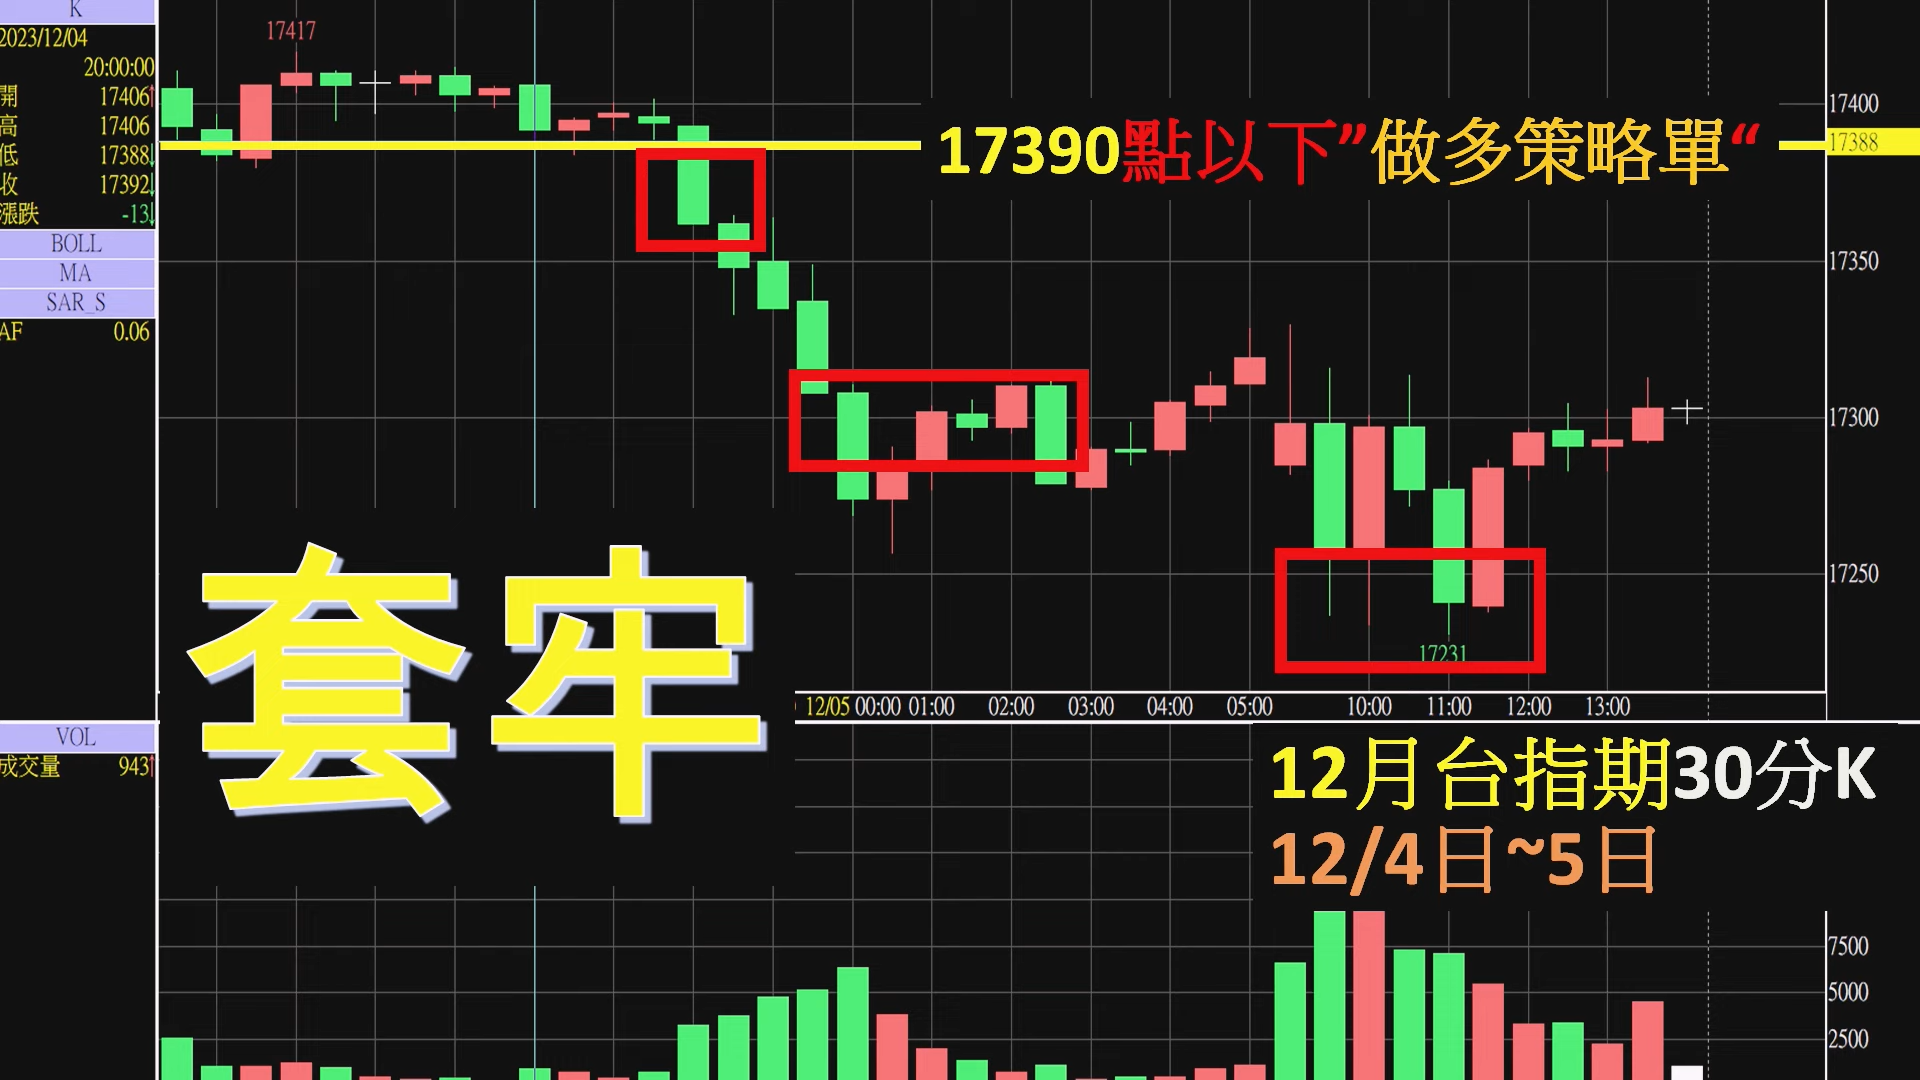 K
2023/12/04
20:00:00
開 17406
高 17406
低 17388
收 17392
漲跌 -13
BOLL
MA
SAR_S
AF 0.06
17417
17390點以下”做多策略單“
17400
17388
17350
17300
17250
17231
套牢
12/05 00:00 01:00 02:00 03:00 04:00 05:00 10:00 11:00 12:00 13:00
VOL
成交量 943
12月台指期30分K
12/4日~5日
7500
5000
2500